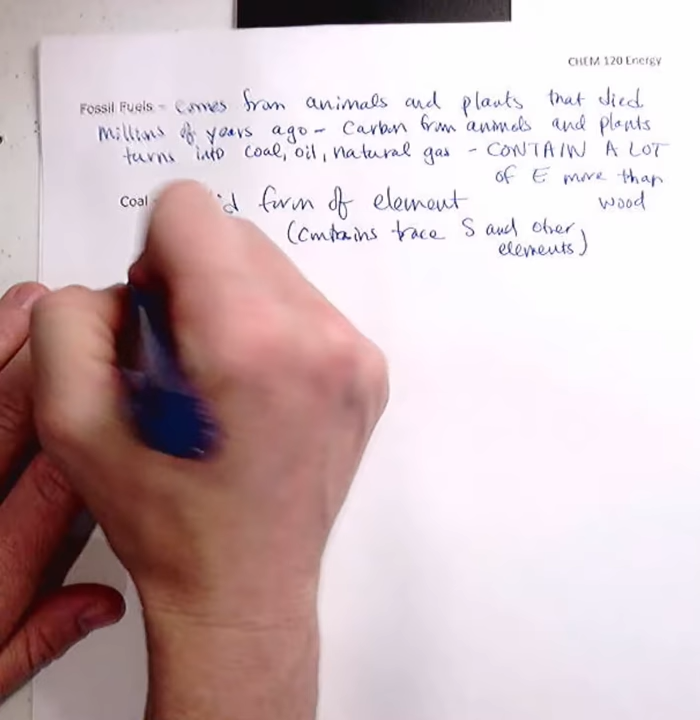 CHEM 120 Energy
Fossil Fuels - comes from animals and plants that died
millions of years ago - Carbon from animals and plants
turns into coal, oil, natural gas - CONTAIN A LOT
of E more than
wood
Coal form of element
(contains trace S and other
elements)